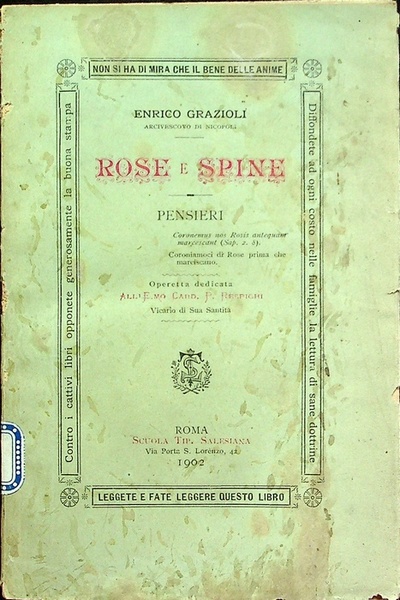 NON SI HA DI MIRA CHE IL BENE DELLE ANIME
ENRICO GRAZIOLI
ARCIVESCOVO DI NICOPOLI
ROSE E SPINE
PENSIERI
Coronemus nos Rosis antequam
marcescant (Sap. 2. 8).
Coroniamoci di Rose prima che
marciscano.
Operetta dedicata
ALL'E.MO CARD. P. RESPIGHI
Vicario di Sua Santità
ROMA
SCUOLA TIP. SALESIANA
Via Porta S. Lorenzo, 42
1902
LEGGETE E FATE LEGGERE QUESTO LIBRO
Contro i cattivi libri opponete generosamente la buona stampa
Diffondete ad ogni costo nelle famiglie la lettura di sane dottrine